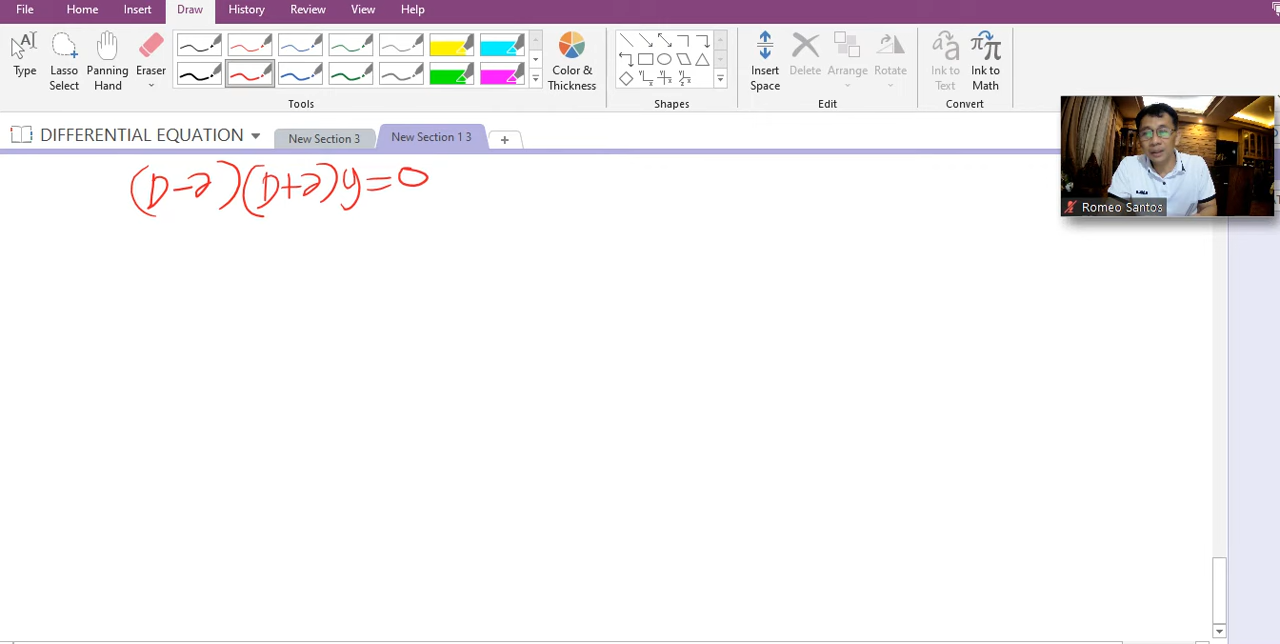 File Home Insert Draw History Review View Help
Type Lasso Select Panning Hand Eraser Color & Thickness Insert Space Delete Arrange Rotate Ink to Text Ink to Math
Tools Shapes Edit Convert
DIFFERENTIAL EQUATION New Section 3 New Section 1 3 +
(D-2)(D+2)y=0
Romeo Santos